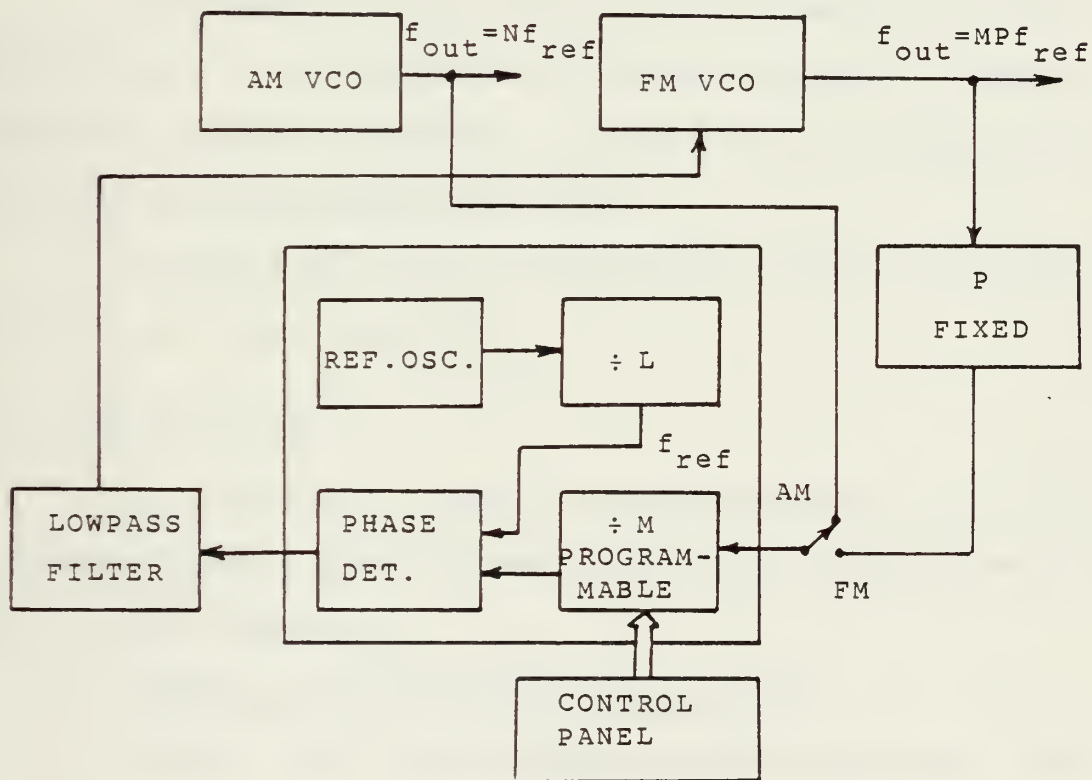 f_out=Nf_ref
f_out=MPf_ref
AM VCO
FM VCO
P
FIXED
REF.OSC.
÷ L
f_ref
AM
LOWPASS
FILTER
PHASE
DET.
÷ M
PROGRAM-
MABLE
FM
CONTROL
PANEL